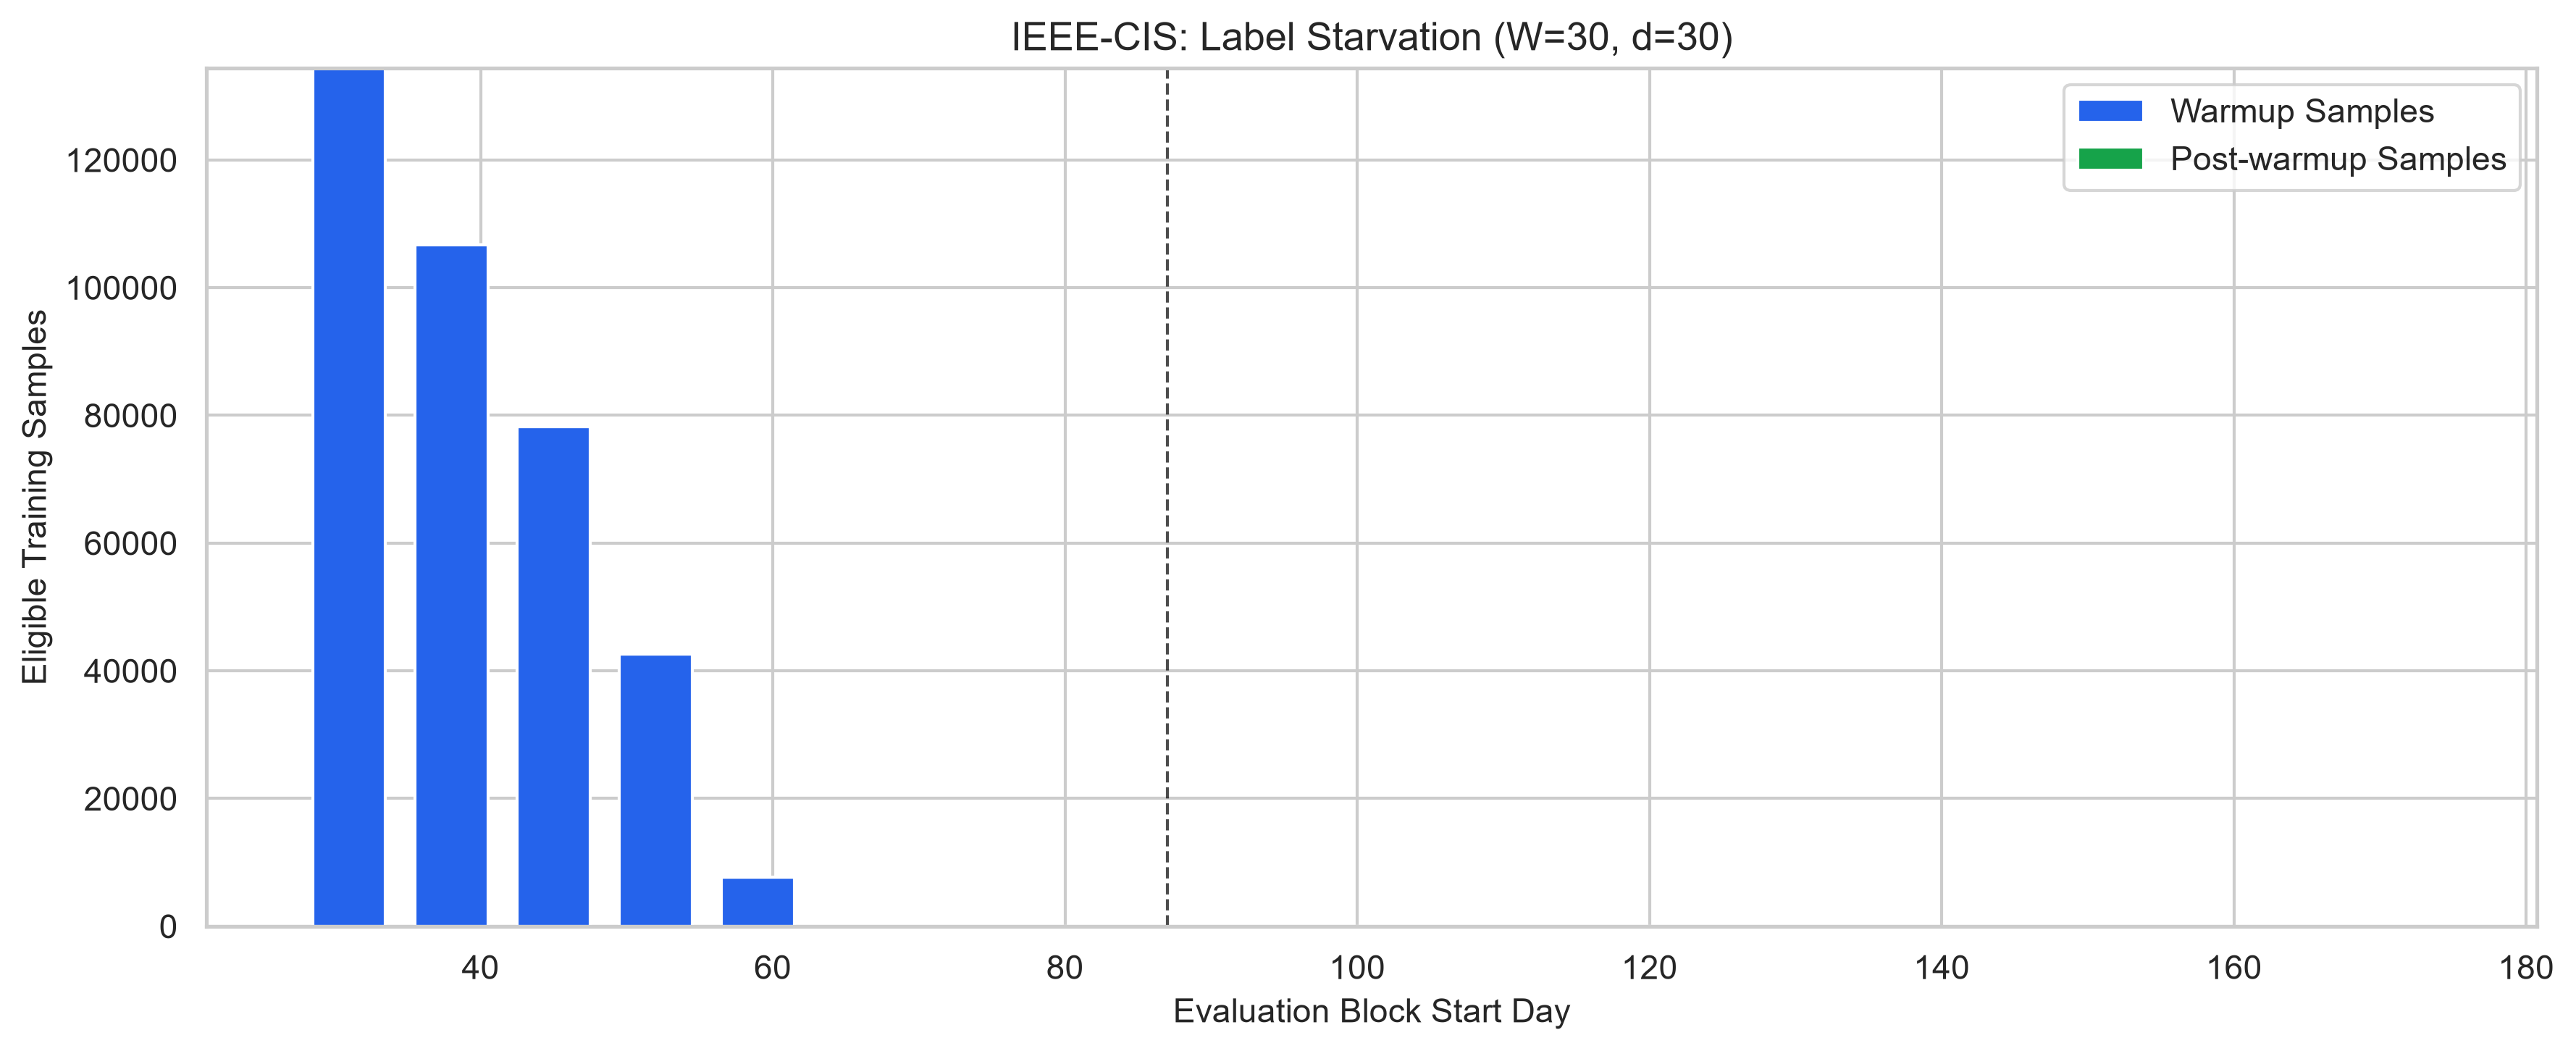 IEEE-CIS: Label Starvation (W=30, d=30)
Warmup Samples
Post-warmup Samples
Eligible Training Samples
120000
100000
80000
60000
40000
20000
0
40 60 80 100 120 140 160 180
Evaluation Block Start Day